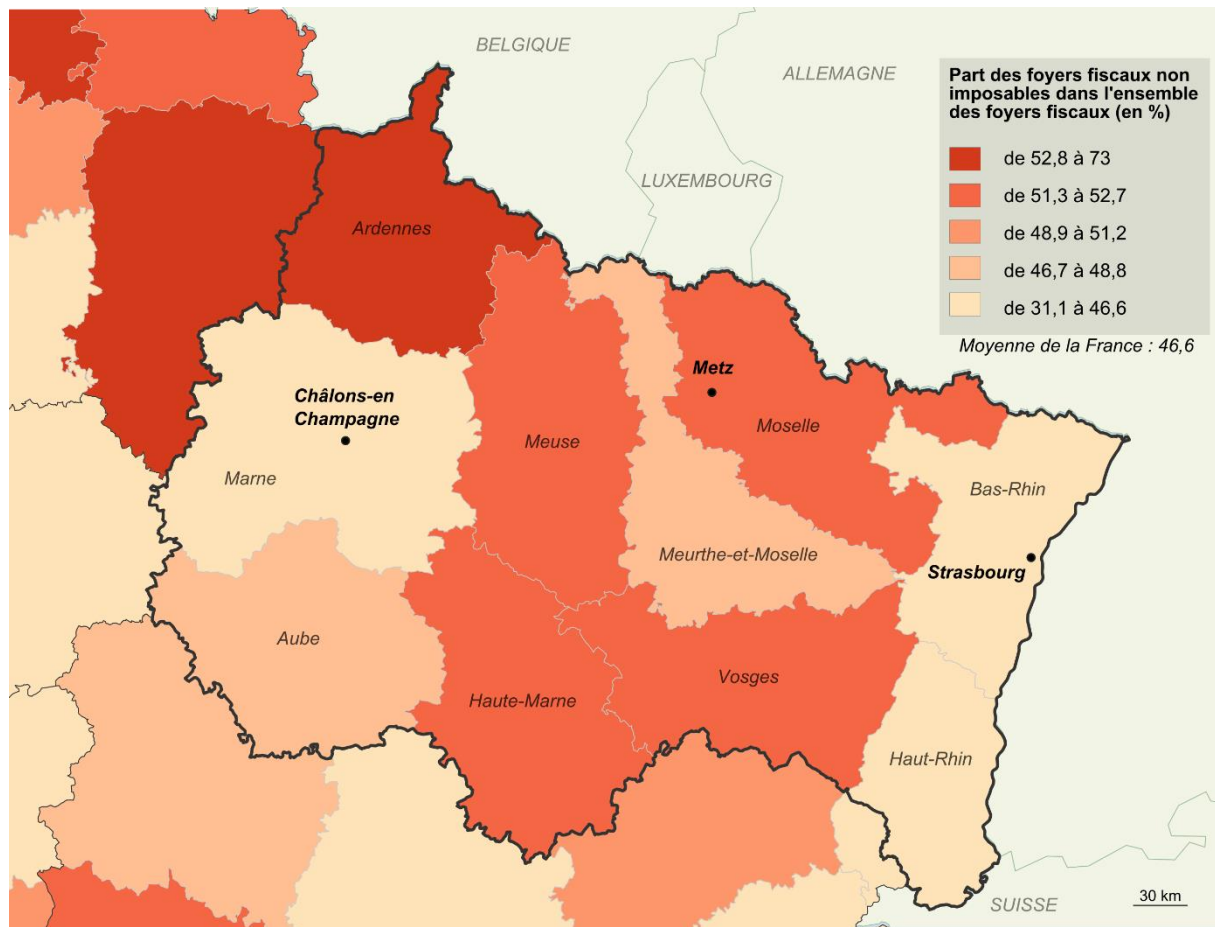 BELGIQUE
ALLEMAGNE
LUXEMBOURG
Part des foyers fiscaux non
imposables dans l'ensemble
des foyers fiscaux (en %)
de 52,8 à 73
de 51,3 à 52,7
de 48,9 à 51,2
de 46,7 à 48,8
de 31,1 à 46,6
Moyenne de la France : 46,6
Ardennes
Metz
Châlons-en
Champagne
Moselle
Meuse
Marne
Bas-Rhin
Meurthe-et-Moselle
Strasbourg
Aube
Vosges
Haute-Marne
Haut-Rhin
SUISSE
30 km